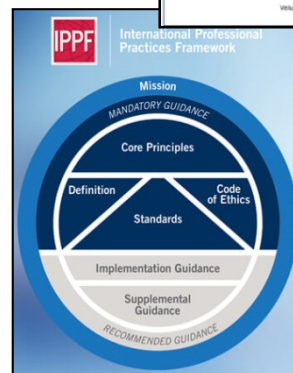 IPPF
International Professional
Practices Framework
Mission
MANDATORY GUIDANCE
Core Principles
Definition
Code
of Ethics
Standards
Implementation Guidance
Supplemental
Guidance
RECOMMENDED GUIDANCE